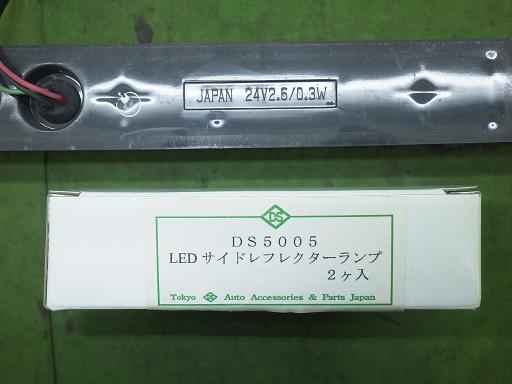 JAPAN 24V2.6/0.3W
DS
DS5005
LEDサイドレフレクターランプ
2ヶ入
Tokyo DS Auto Accessories & Parts Japan